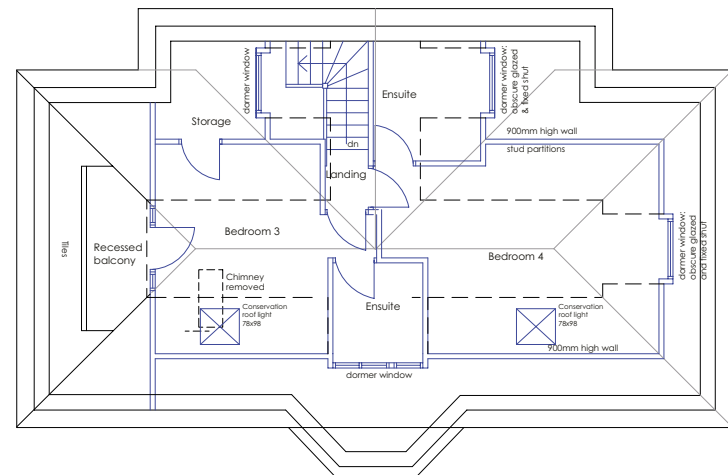 dormer window
Ensuite
dormer window:
obscure glazed
& fixed shut
Storage
900mm high wall
stud partitions
dn
Landing
Bedroom 3
Bedroom 4
Tiles
Recessed
balcony
dormer window:
obscure glazed
and fixed shut
Chimney
removed
Conservation
roof light
78x98
Ensuite
Conservation
roof light
78x98
900mm high wall
dormer window